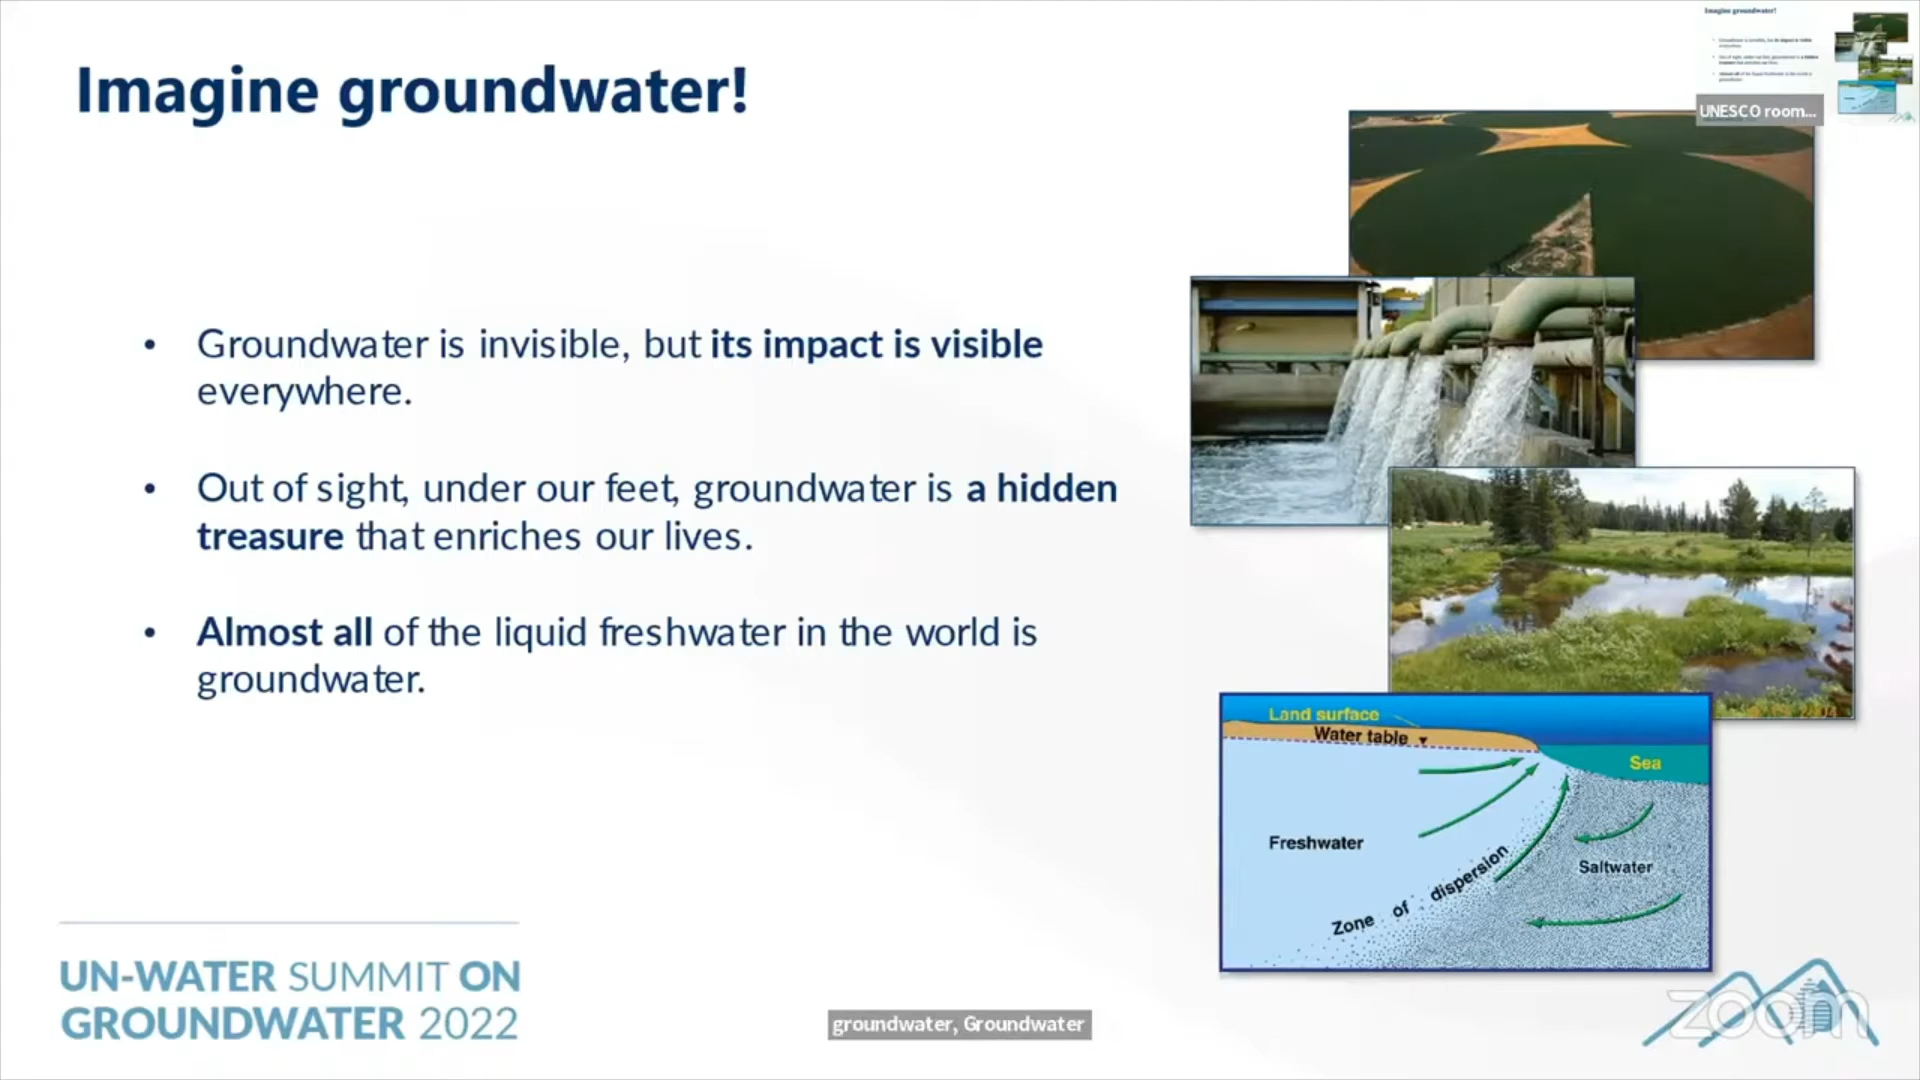 Imagine groundwater!
UNESCO room...
• Groundwater is invisible, but its impact is visible
everywhere.
• Out of sight, under our feet, groundwater is a hidden
treasure that enriches our lives.
• Almost all of the liquid freshwater in the world is
groundwater.
Land surface
Water table
Sea
Freshwater
Saltwater
Zone of dispersion
UN-WATER SUMMIT ON
GROUNDWATER 2022
groundwater, Groundwater
zoom